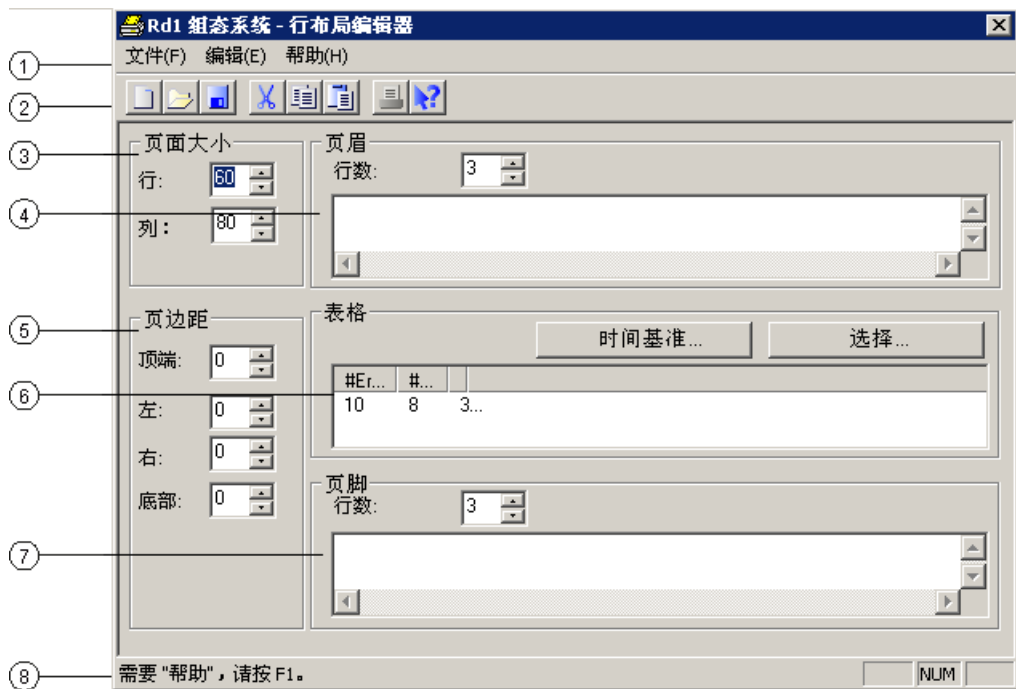 Rd1 组态系统 - 行布局编辑器
① 文件(F) 编辑(E) 帮助(H)
②
③ 页面大小
行: 60
列: 80
④ 页眉
行数: 3
⑤ 页边距
顶端: 0
左: 0
右: 0
底部: 0
⑥ 表格
时间基准... 选择...
#Er... #...
10 8 3...
⑦ 页脚
行数: 3
⑧ 需要 "帮助", 请按 F1。 NUM